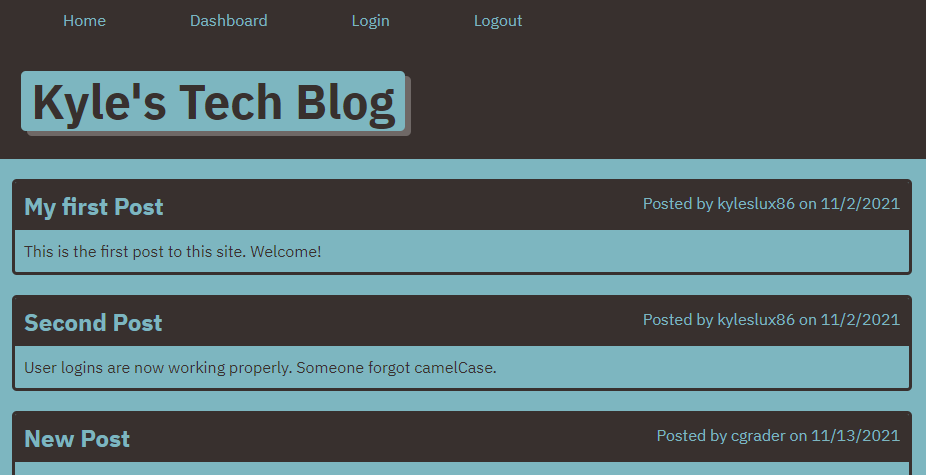 Home Dashboard Login Logout
Kyle's Tech Blog
My first Post Posted by kyleslux86 on 11/2/2021
This is the first post to this site. Welcome!
Second Post Posted by kyleslux86 on 11/2/2021
User logins are now working properly. Someone forgot camelCase.
New Post Posted by cgrader on 11/13/2021